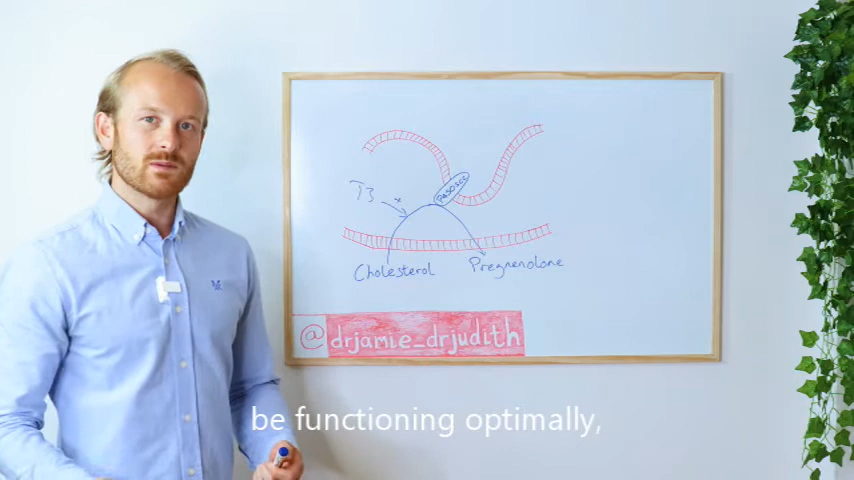 T3
+
P450scc
Cholesterol
Pregnenolone
@drjamie_drjudith
be functioning optimally,